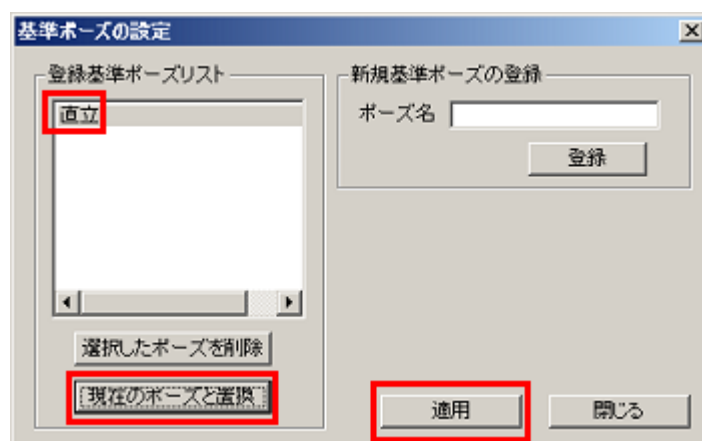 基準ポーズの設定
登録基準ポーズリスト
直立
選択したポーズを削除
現在のポーズと置換
新規基準ポーズの登録
ポーズ名
登録
適用
閉じる